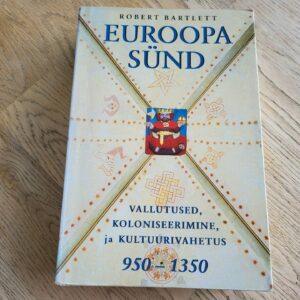 ROBERT BARTLETT
EUROOPA
SÜND
VALLUTUSED,
KOLONISEERIMINE,
ja KULTUURIVAHETUS
950 – 1350